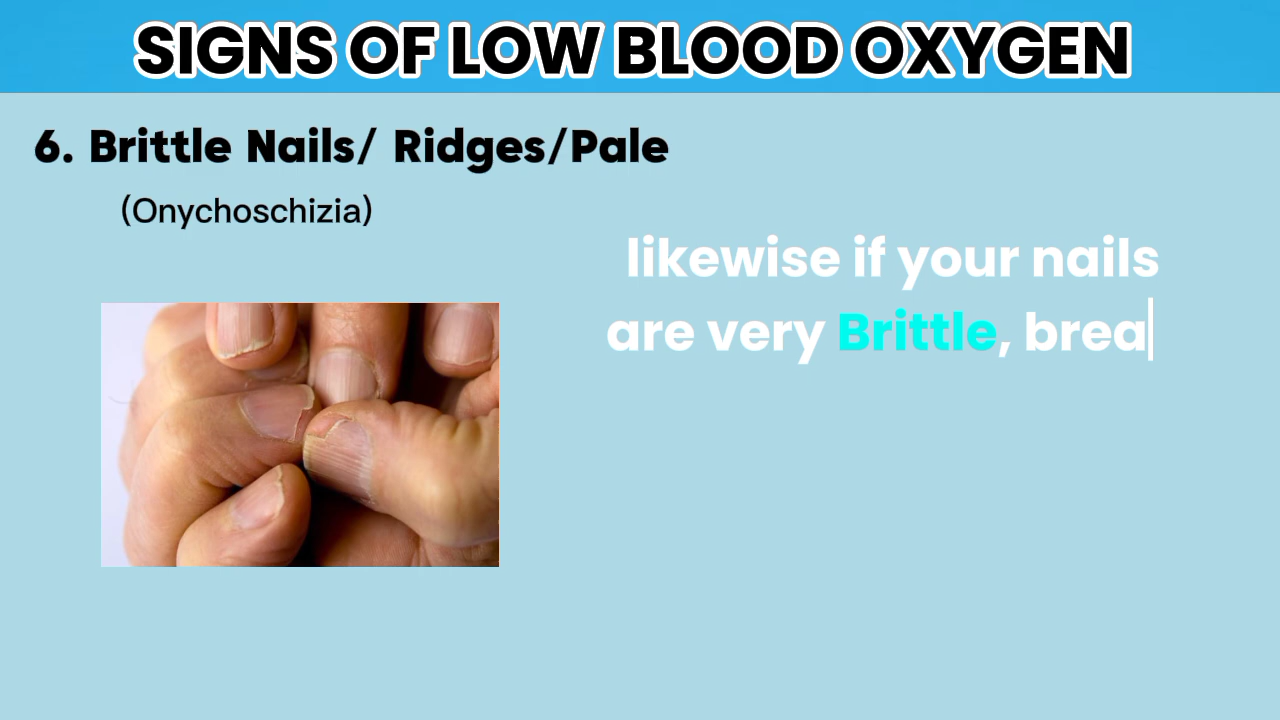 SIGNS OF LOW BLOOD OXYGEN
6. Brittle Nails/ Ridges/Pale
(Onychoschizia)
likewise if your nails
are very Brittle, brea